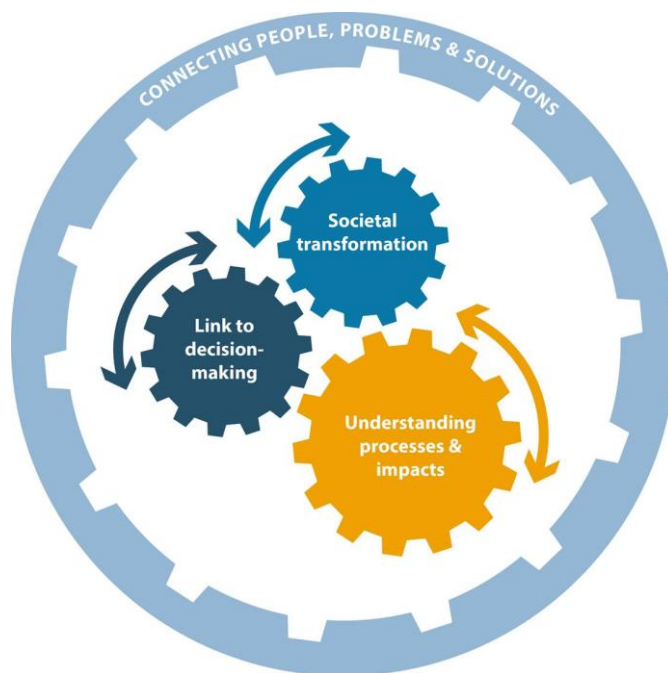 CONNECTING PEOPLE, PROBLEMS & SOLUTIONS
Societal
transformation
Link to
decision-
making
Understanding
processes &
impacts